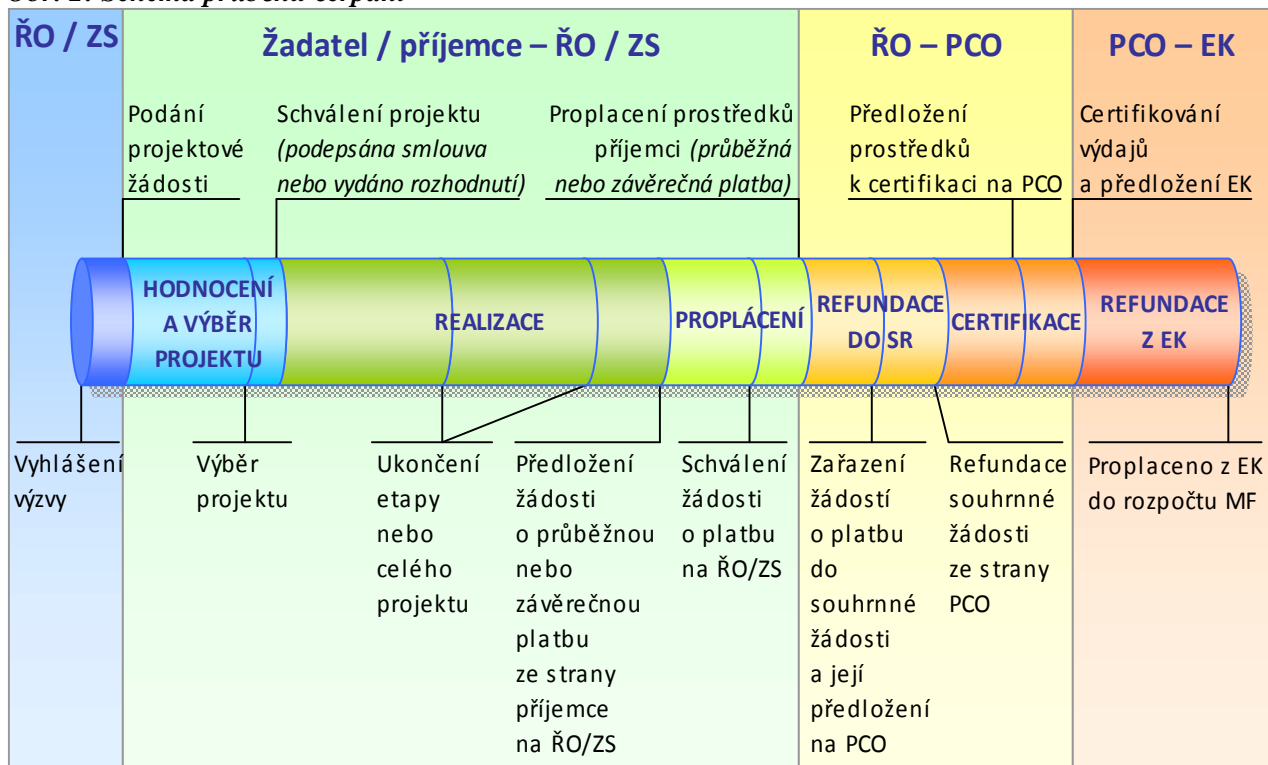 ŘO / ZS
Žadatel / příjemce – ŘO / ZS
ŘO – PCO
PCO – EK
Podání
projektové
žádosti
Schválení projektu
(podepsána smlouva
nebo vydáno rozhodnutí)
Proplacení prostředků
příjemci (průběžná
nebo závěrečná platba)
Předložení
prostředků
k certifikaci na PCO
Certifikování
výdajů
a předložení EK
HODNOCENÍ
A VÝBĚR
PROJEKTU
REALIZACE
PROPLÁCENÍ
REFUNDACE
DO SR
CERTIFIKACE
REFUNDACE
Z EK
Vyhlášení
výzvy
Výběr
projektu
Ukončení
etapy
nebo
celého
projektu
Předložení
žádosti
o průběžnou
nebo
závěrečnou
platbu
ze strany
příjemce
na ŘO/ZS
Schválení
žádosti
o platbu
na ŘO/ZS
Zařazení
žádostí
o platbu
do
souhrnné
žádosti
a její
předložení
na PCO
Refundace
souhrnné
žádosti
ze strany
PCO
Proplaceno z EK
do rozpočtu MF